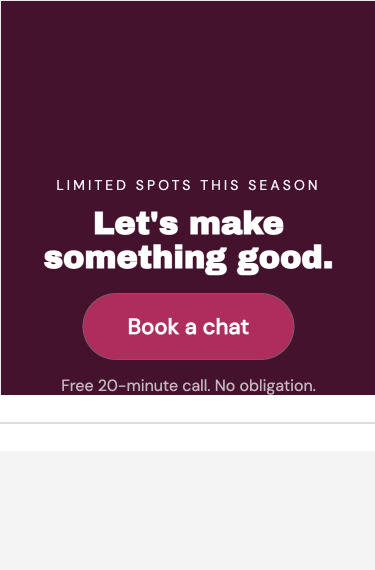 LIMITED SPOTS THIS SEASON
Let's make
something good.
Book a chat
Free 20-minute call. No obligation.